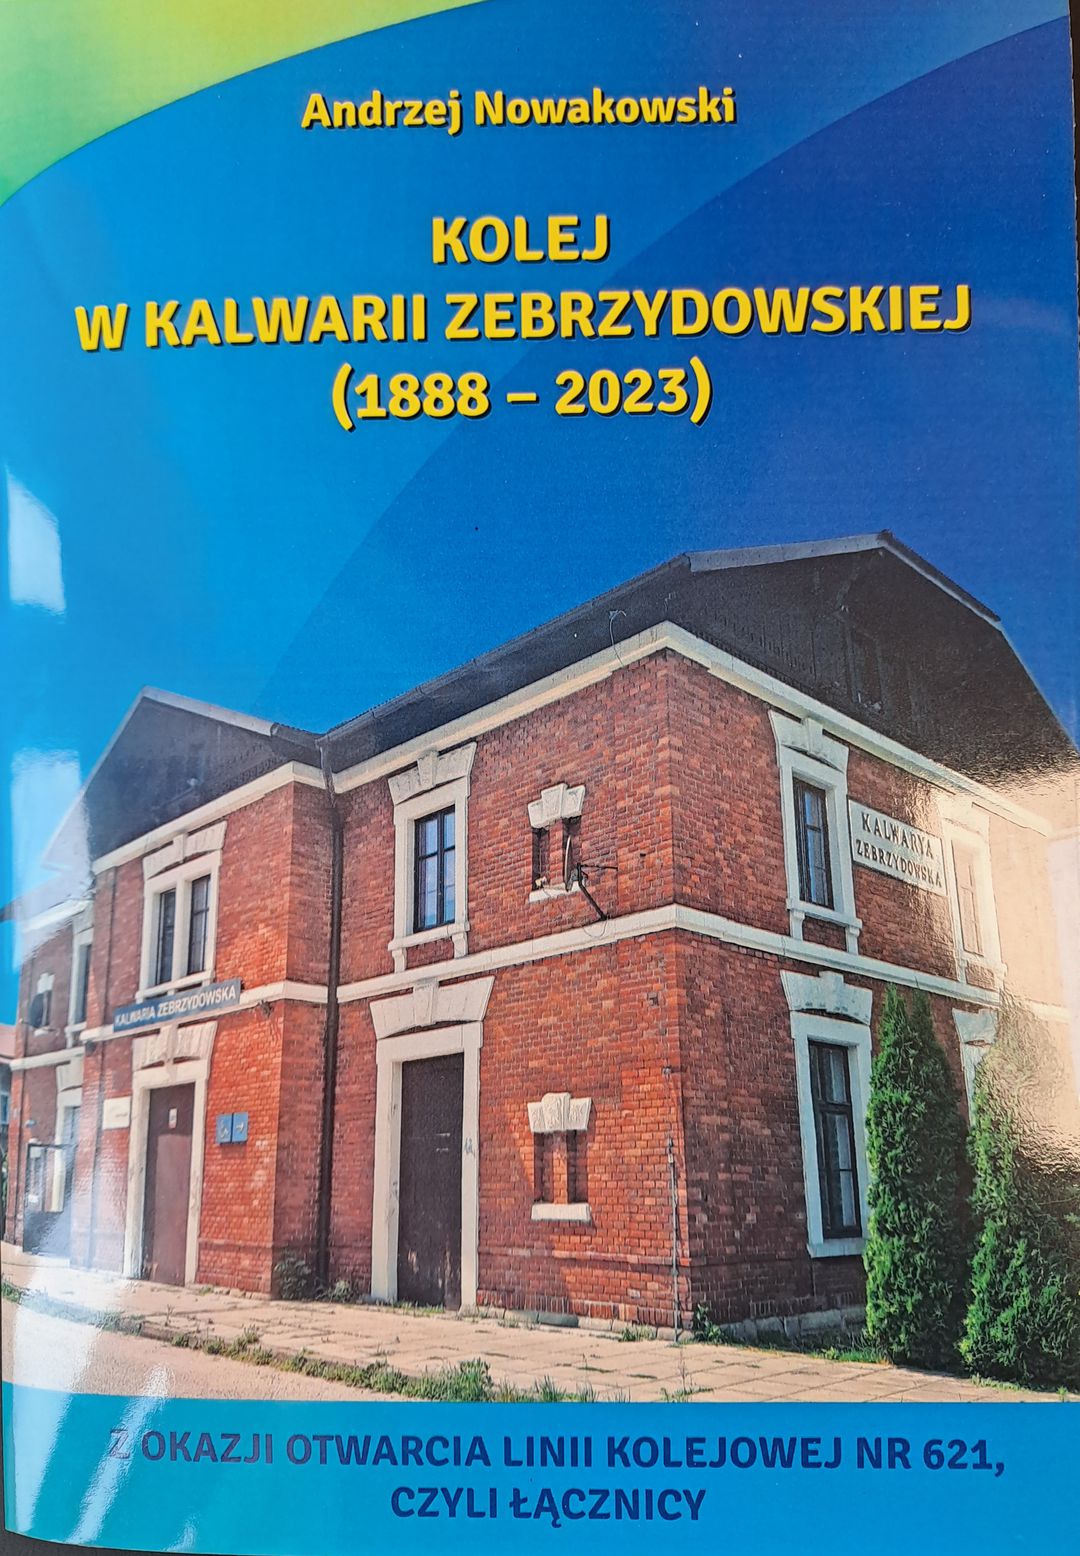 Andrzej Nowakowski
KOLEJ
W KALWARII ZEBRZYDOWSKIEJ
(1888 – 2023)
KALWARYA
ZEBRZYDOWSKA
KALWARIA ZEBRZYDOWSKA
Z OKAZJI OTWARCIA LINII KOLEJOWEJ NR 621,
CZYLI ŁĄCZNICY